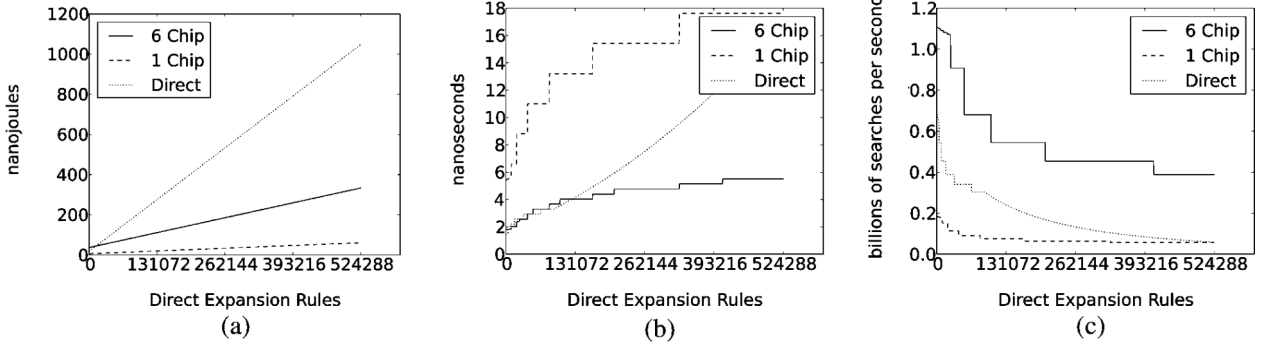 1200
1000
800
600
400
200
0
nanojoules
6 Chip
1 Chip
Direct
0 131072 262144 393216 524288
Direct Expansion Rules
(a)
18
16
14
12
10
8
6
4
2
0
nanoseconds
6 Chip
1 Chip
Direct
0 131072 262144 393216 524288
Direct Expansion Rules
(b)
1.2
1.0
0.8
0.6
0.4
0.2
0.0
billions of searches per second
6 Chip
1 Chip
Direct
0 131072 262144 393216 524288
Direct Expansion Rules
(c)